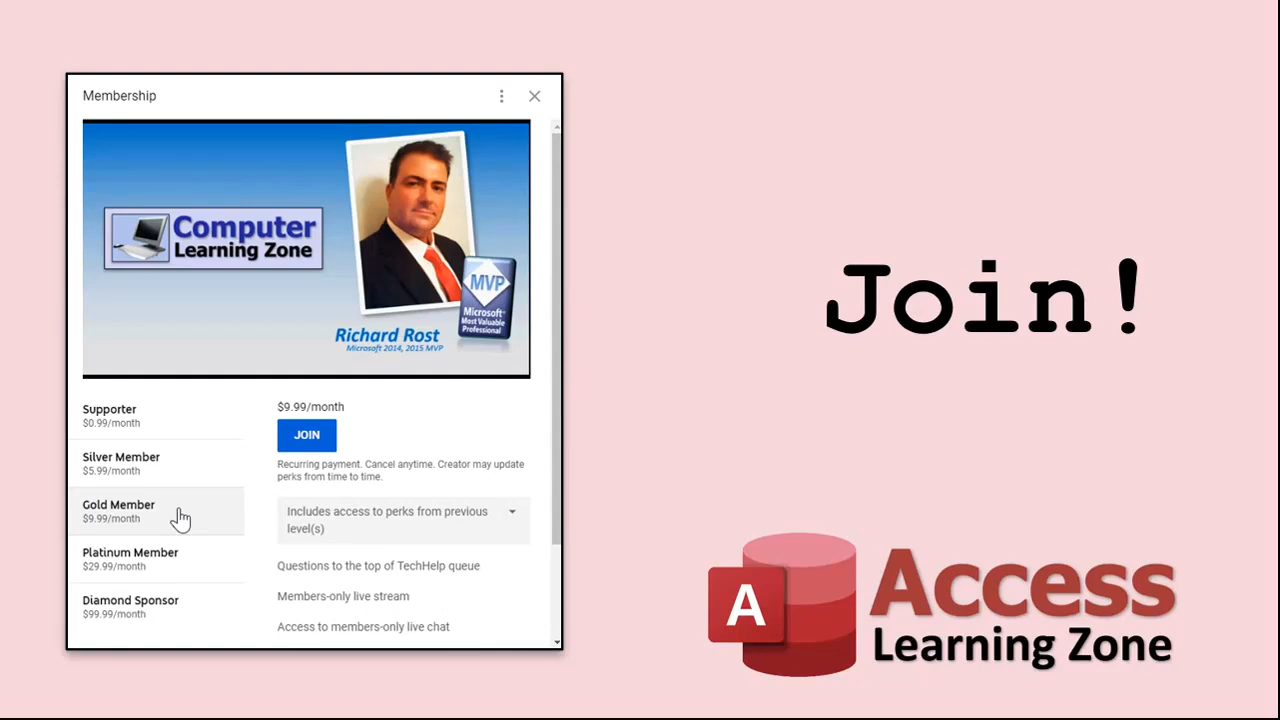 Membership
Computer
Learning Zone
MVP
Microsoft®
Most Valuable
Professional
Richard Rost
Microsoft 2014, 2015 MVP
Supporter
$0.99/month
Silver Member
$5.99/month
Gold Member
$9.99/month
Platinum Member
$29.99/month
Diamond Sponsor
$99.99/month
$9.99/month
JOIN
Recurring payment. Cancel anytime. Creator may update
perks from time to time.
Includes access to perks from previous
level(s)
Questions to the top of TechHelp queue
Members-only live stream
Access to members-only live chat
Join!
A
Access
Learning Zone